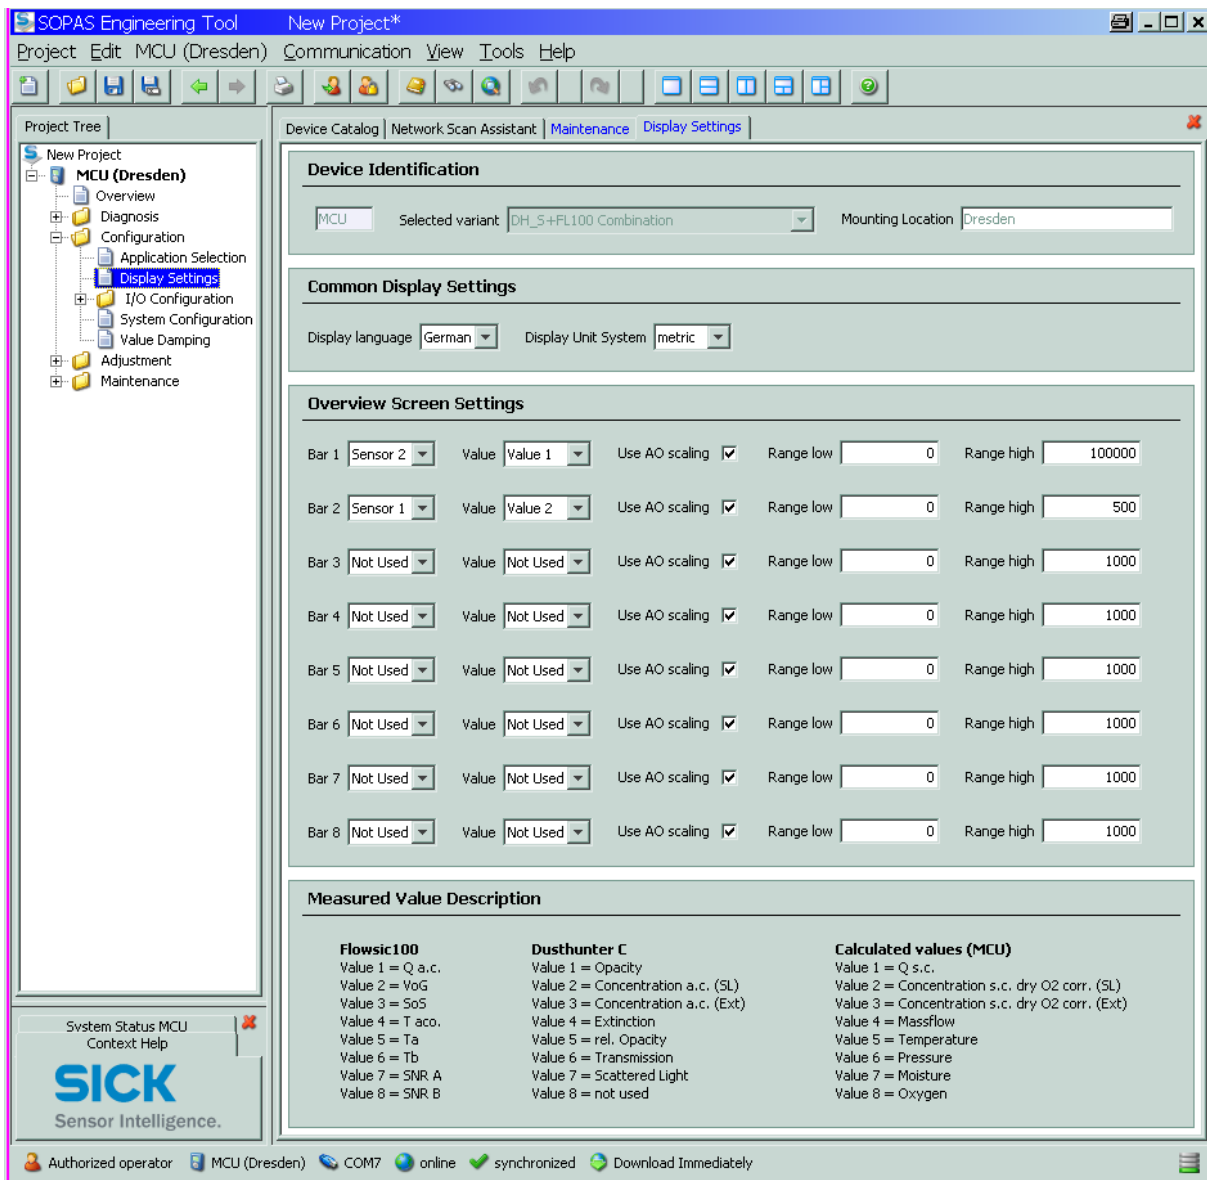 SOPAS Engineering Tool New Project*
Project Edit MCU (Dresden) Communication View Tools Help
Project Tree
New Project
MCU (Dresden)
Overview
Diagnosis
Configuration
Application Selection
Display Settings
I/O Configuration
System Configuration
Value Damping
Adjustment
Maintenance
System Status MCU
Context Help
SICK
Sensor Intelligence.
Device Catalog Network Scan Assistant Maintenance Display Settings
Device Identification
MCU Selected variant DH_S+FL100 Combination Mounting Location Dresden
Common Display Settings
Display language German Display Unit System metric
Overview Screen Settings
Bar 1 Sensor 2 Value Value 1 Use AO scaling Range low 0 Range high 100000
Bar 2 Sensor 1 Value Value 2 Use AO scaling Range low 0 Range high 500
Bar 3 Not Used Value Not Used Use AO scaling Range low 0 Range high 1000
Bar 4 Not Used Value Not Used Use AO scaling Range low 0 Range high 1000
Bar 5 Not Used Value Not Used Use AO scaling Range low 0 Range high 1000
Bar 6 Not Used Value Not Used Use AO scaling Range low 0 Range high 1000
Bar 7 Not Used Value Not Used Use AO scaling Range low 0 Range high 1000
Bar 8 Not Used Value Not Used Use AO scaling Range low 0 Range high 1000
Measured Value Description
Flowsic100
Value 1 = Q a.c.
Value 2 = VoG
Value 3 = SoS
Value 4 = T aco.
Value 5 = Ta
Value 6 = Tb
Value 7 = SNR A
Value 8 = SNR B
Dusthunter C
Value 1 = Opacity
Value 2 = Concentration a.c. (SL)
Value 3 = Concentration a.c. (Ext)
Value 4 = Extinction
Value 5 = rel. Opacity
Value 6 = Transmission
Value 7 = Scattered Light
Value 8 = not used
Calculated values (MCU)
Value 1 = Q s.c.
Value 2 = Concentration s.c. dry O2 corr. (SL)
Value 3 = Concentration s.c. dry O2 corr. (Ext)
Value 4 = Massflow
Value 5 = Temperature
Value 6 = Pressure
Value 7 = Moisture
Value 8 = Oxygen
Authorized operator MCU (Dresden) COM7 online synchronized Download Immediately